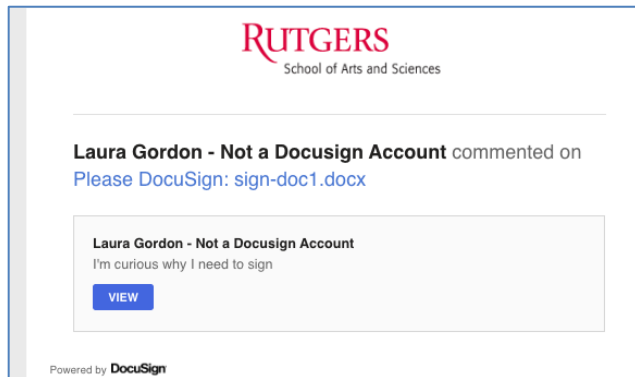 RUTGERS
School of Arts and Sciences
Laura Gordon - Not a Docusign Account commented on
Please DocuSign: sign-doc1.docx
Laura Gordon - Not a Docusign Account
I'm curious why I need to sign
VIEW
Powered by DocuSign